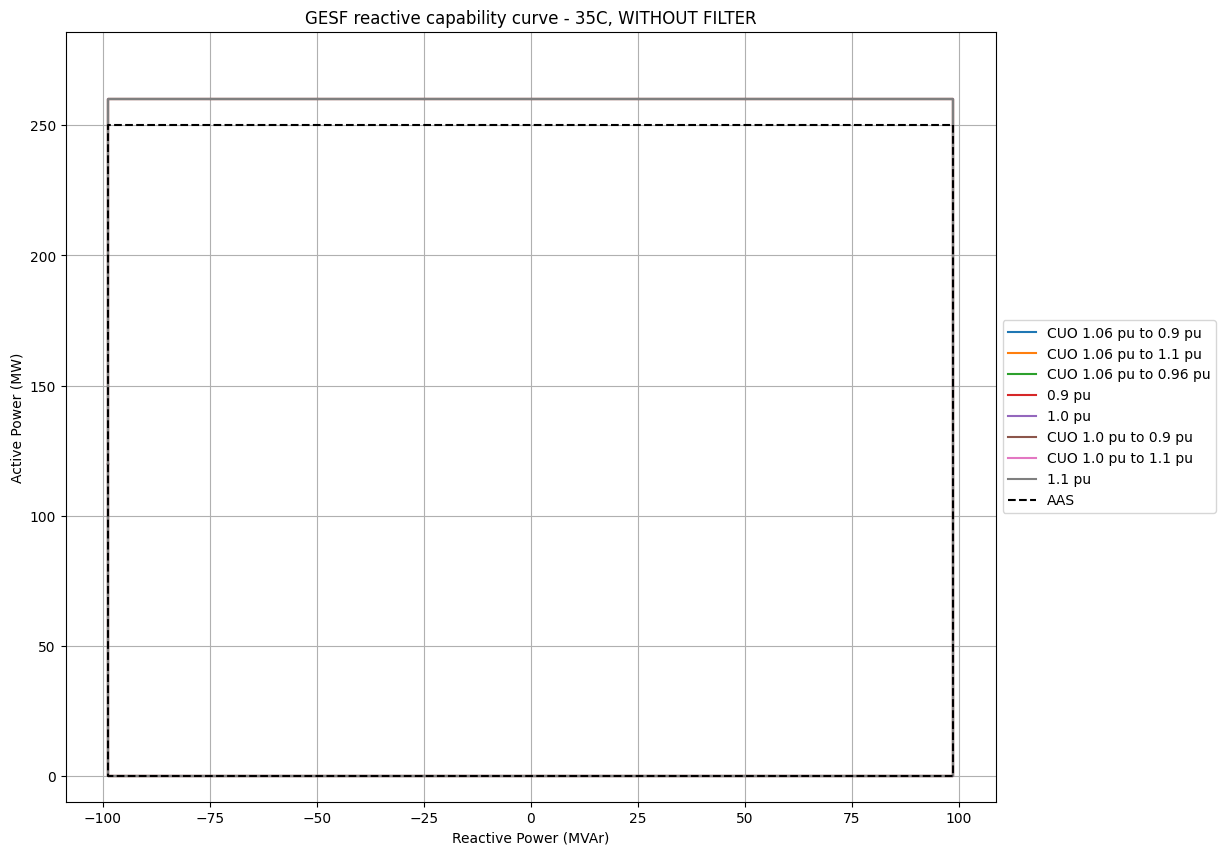 GESF reactive capability curve - 35C, WITHOUT FILTER
250
200
150
100
50
0
Active Power (MW)
−100
−75
−50
−25
0
25
50
75
100
Reactive Power (MVAr)
CUO 1.06 pu to 0.9 pu
CUO 1.06 pu to 1.1 pu
CUO 1.06 pu to 0.96 pu
0.9 pu
1.0 pu
CUO 1.0 pu to 0.9 pu
CUO 1.0 pu to 1.1 pu
1.1 pu
AAS